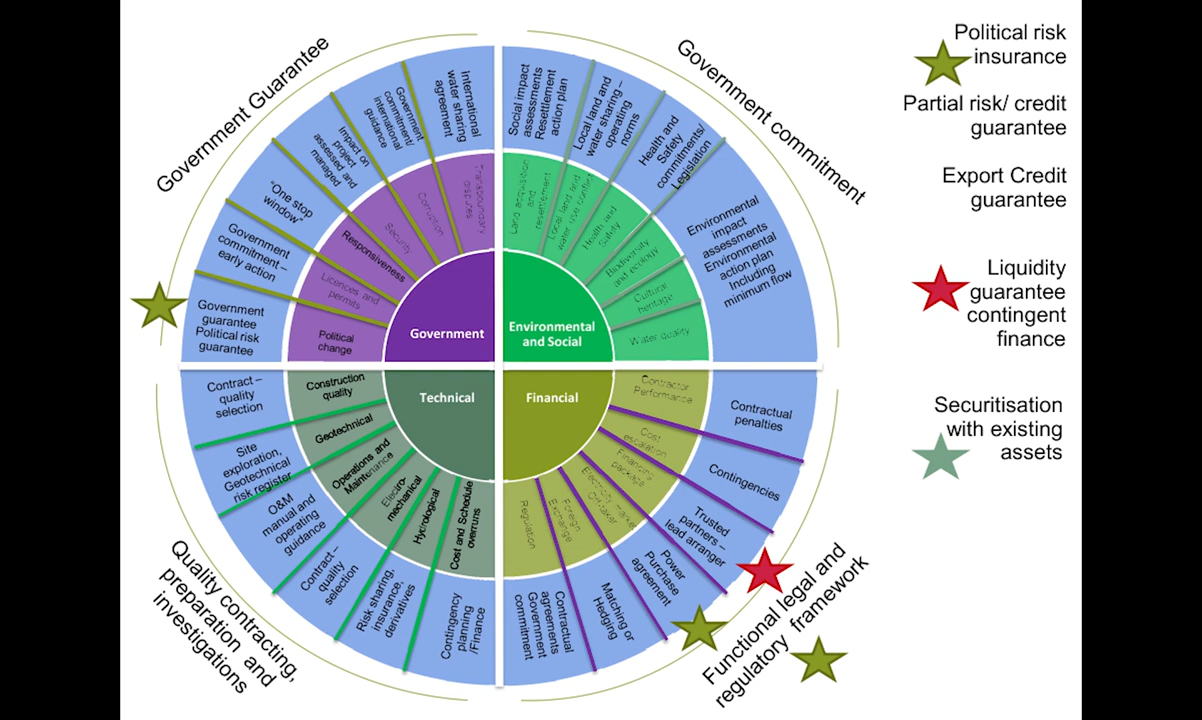 Government Guarantee
Government commitment
Quality contracting,
preparation and
investigations
Functional legal and
regulatory framework
Government
Environmental
and Social
Technical
Financial
Political
change
Licences and
permits
Responsiveness
Security
Corruption
Transboundary
disputes
Land acquisition
and
resettlement
Local land and
water use conflict
Health and
safety
Biodiversity
and ecology
Cultural
heritage
Water quality
Contractor
Performance
Cost
escalation
Financing
package
Electricity market
Off-taker
Foreign
Exchange
Regulation
Cost and Schedule
overruns
Hydrological
Electro-
mechanical
Operations and
Maintenance
Geotechnical
Construction
quality
Government
guarantee
Political risk
guarantee
Government
commitment –
early action
“One stop
window”
Impact on
project –
assessed and
managed
Government
commitment/
international
guidance
International
water sharing
agreement
Social impact
assessments
Resettlement
action plan
Local land and
water sharing –
operating
norms
Health and
Safety
commitments/
Legislation
Environmental
impact
assessments
Environmental
action plan
Including
minimum flow
Contractual
penalties
Contingencies
Trusted
partners –
lead arranger
Power
Purchase
agreement
Matching or
Hedging
Contractual
agreements
Government
commitment
Contingency
planning
/Finance
Risk sharing,
insurance,
derivatives
Contract –
quality
selection
O&M
manual and
operating
guidance
Site
exploration,
Geotechnical
risk register
Contract –
quality
selection
Political risk
insurance
Partial risk/ credit
guarantee
Export Credit
guarantee
Liquidity
guarantee
contingent
finance
Securitisation
with existing
assets